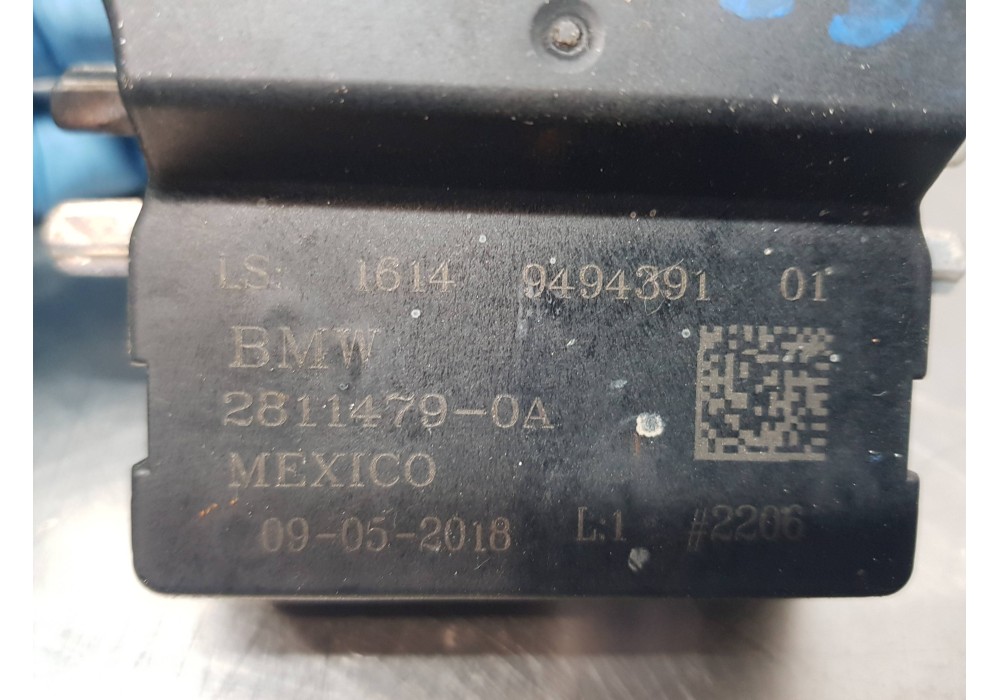 LS: 1614 9494391 01
BMW
2811479-0A
MEXICO
09-05-2018 L:1 #2206